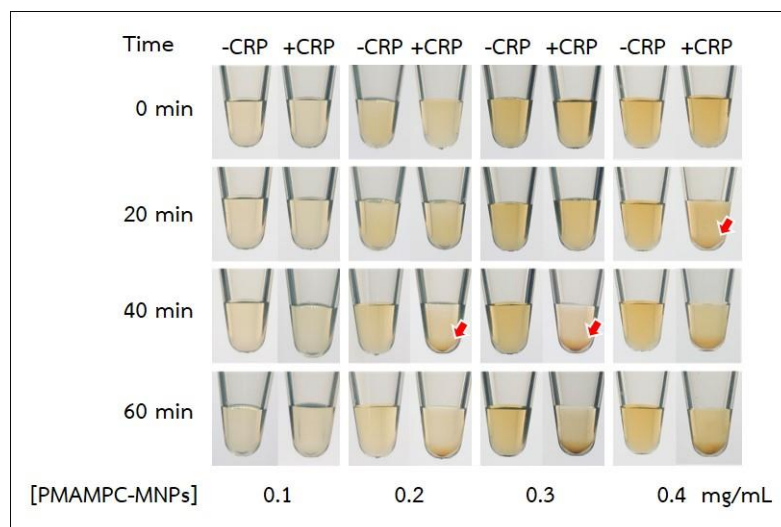 Time -CRP +CRP -CRP +CRP -CRP +CRP -CRP +CRP
0 min
20 min
40 min
60 min
[PMAMPC-MNPs] 0.1 0.2 0.3 0.4 mg/mL